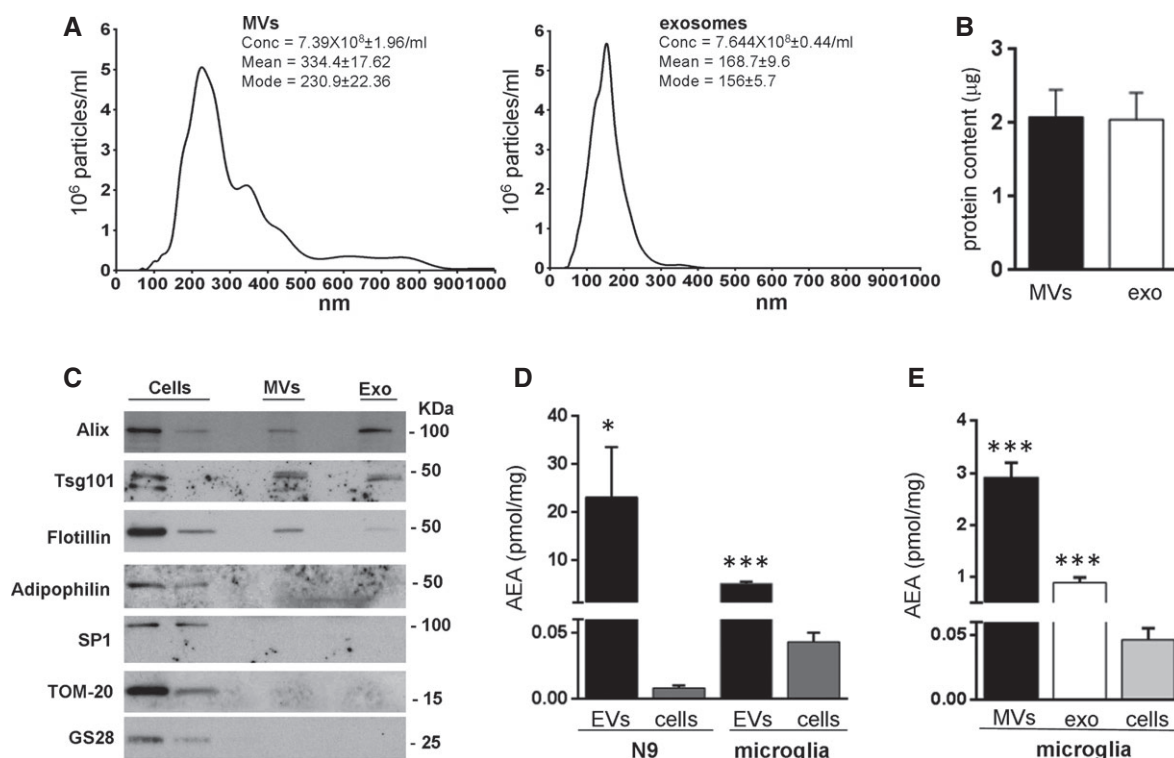 A
MVs
Conc = 7.39X10⁸±1.96/ml
Mean = 334.4±17.62
Mode = 230.9±22.36
10⁶ particles/ml
6
5
4
3
2
1
0
0 100 200 300 400 500 600 700 800 9001000
nm
exosomes
Conc = 7.644X10⁸±0.44/ml
Mean = 168.7±9.6
Mode = 156±5.7
10⁶ particles/ml
6
5
4
3
2
1
0
0 100 200 300 400 500 600 700 800 9001000
nm
B
protein content (µg)
3
2
1
0
MVs exo
C
Cells MVs Exo
KDa
Alix - 100
Tsg101 - 50
Flotillin - 50
Adipophilin - 50
SP1 - 100
TOM-20 - 15
GS28 - 25
D
AEA (pmol/mg)
40
30
20
10
0.05
0.00
*
***
EVs cells EVs cells
N9 microglia
E
AEA (pmol/mg)
4
3
2
1
0.05
0.00
***
***
MVs exo cells
microglia